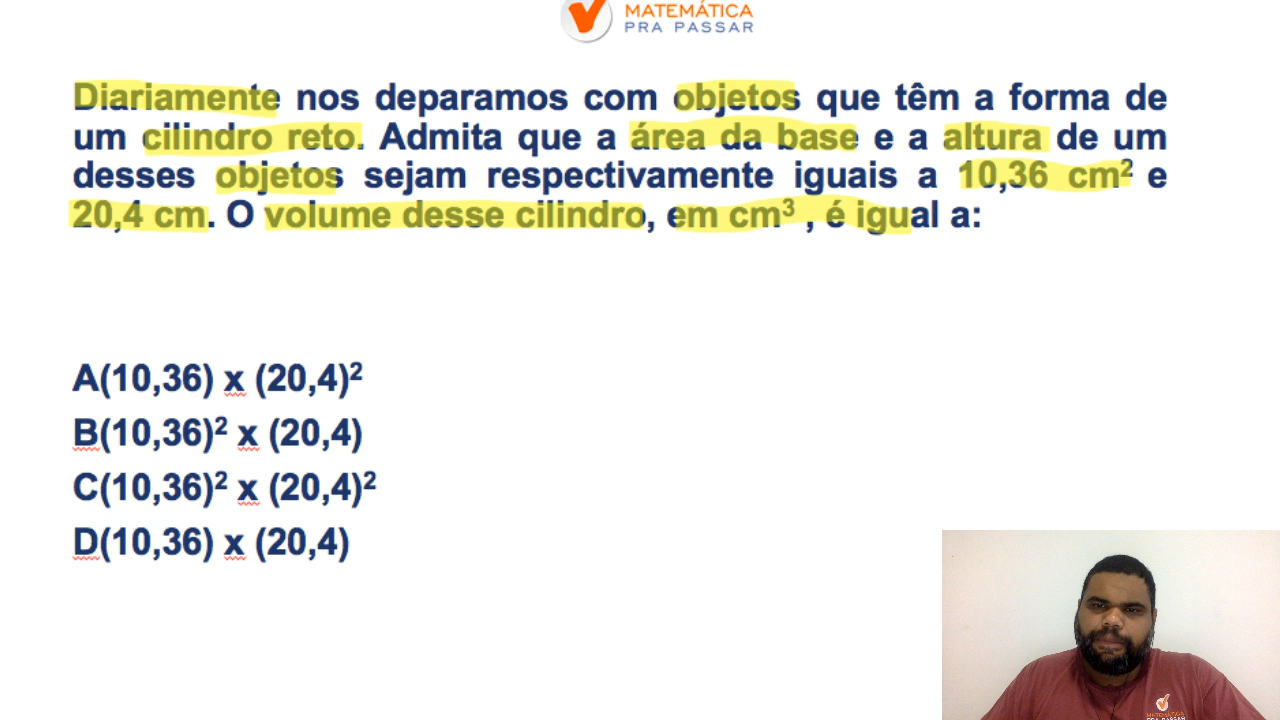 MATEMÁTICA
PRA PASSAR
Diariamente nos deparamos com objetos que têm a forma de
um cilindro reto. Admita que a área da base e a altura de um
desses objetos sejam respectivamente iguais a 10,36 cm² e
20,4 cm. O volume desse cilindro, em cm³ , é igual a:
A(10,36) x (20,4)²
B(10,36)² x (20,4)
C(10,36)² x (20,4)²
D(10,36) x (20,4)
MATEMÁTICA
PRA PASSAR